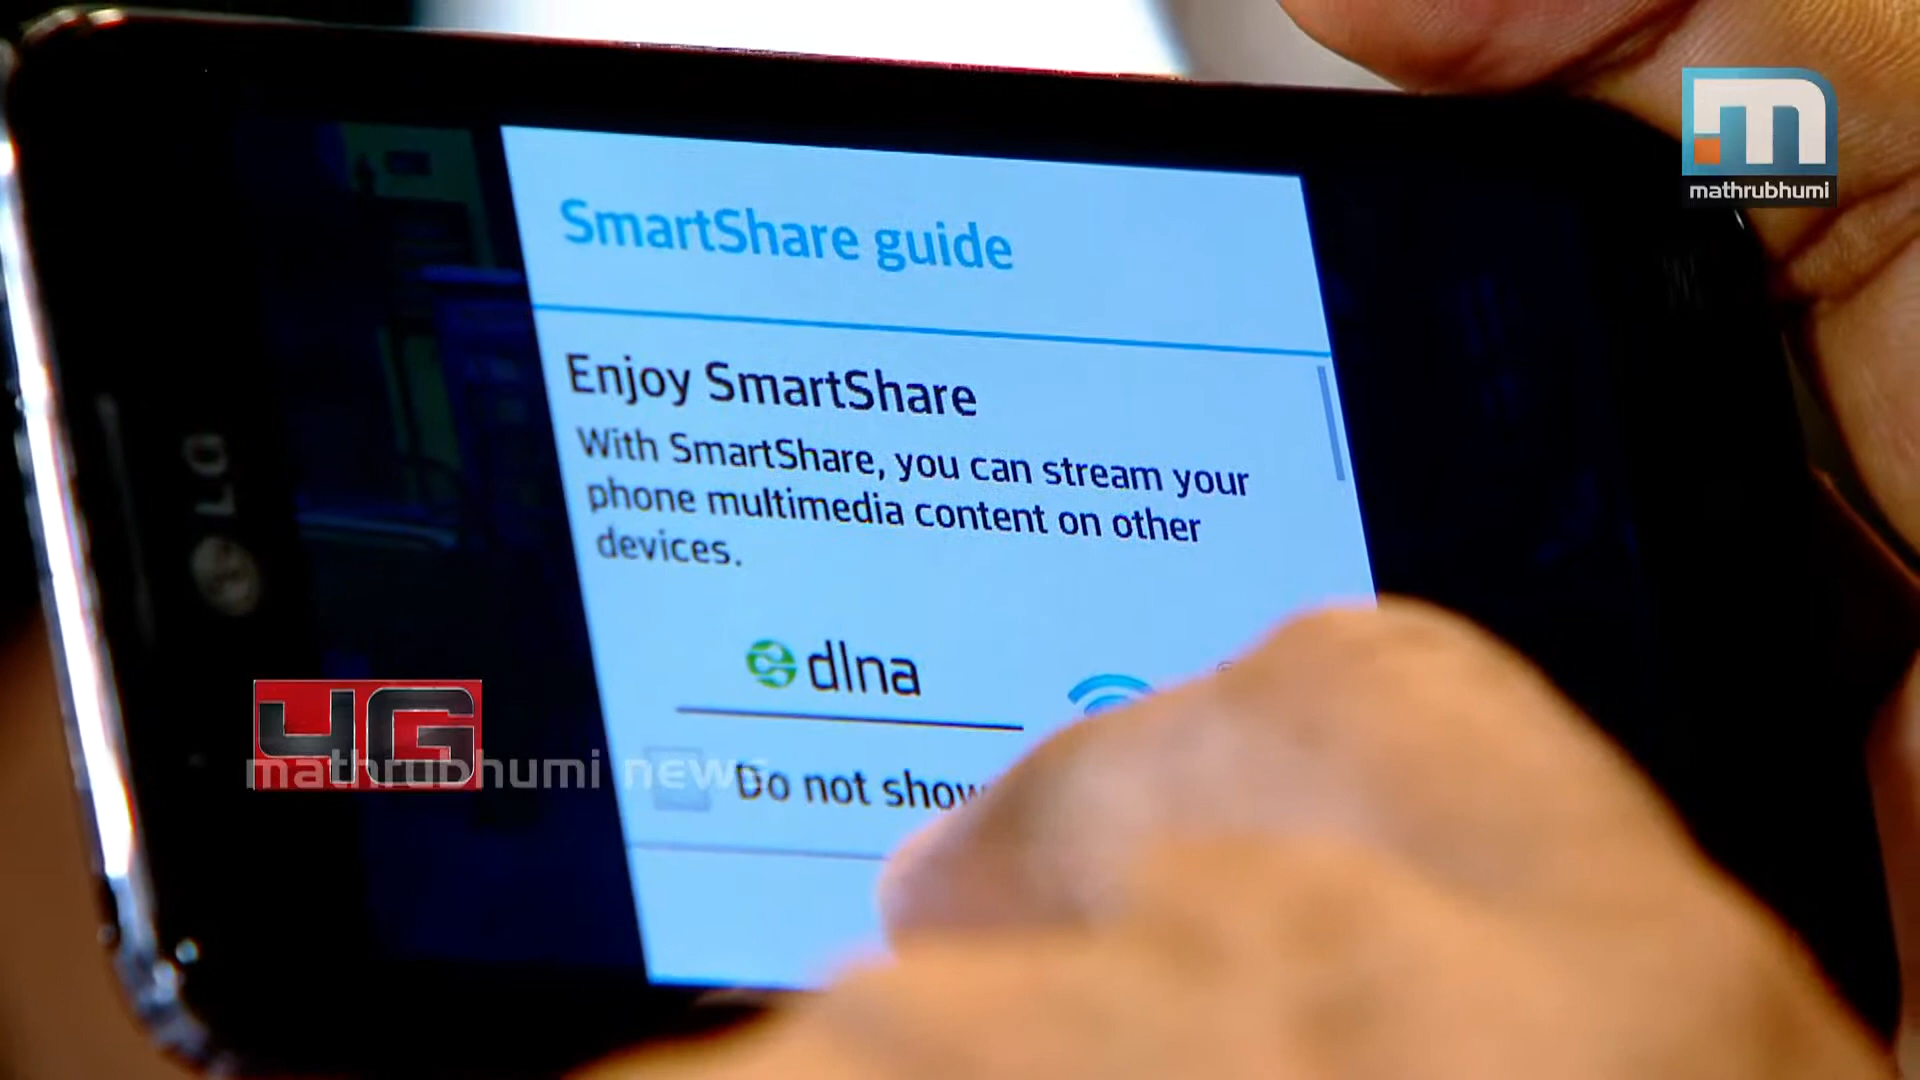 mathrubhumi
SmartShare guide
Enjoy SmartShare
With SmartShare, you can stream your
phone multimedia content on other
devices.
LG
dlna
4G
mathrubhumi news
Do not show